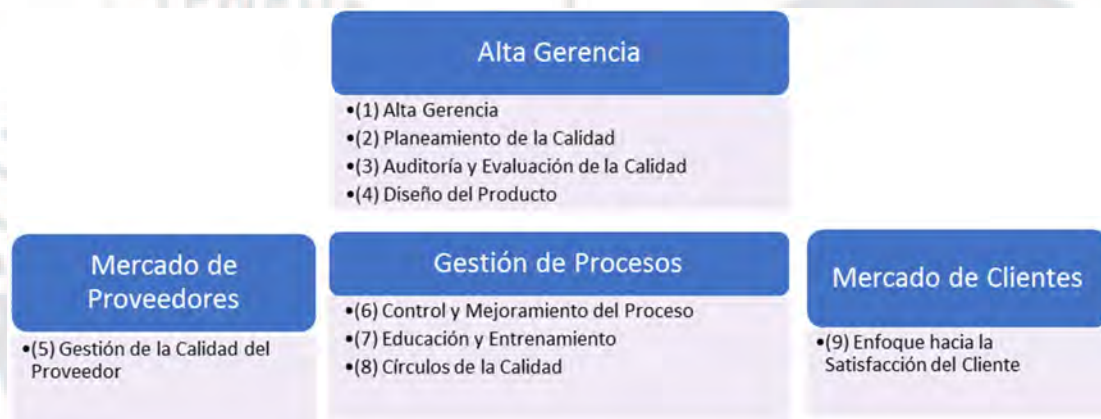 Alta Gerencia
•(1) Alta Gerencia
•(2) Planeamiento de la Calidad
•(3) Auditoría y Evaluación de la Calidad
•(4) Diseño del Producto
Mercado de
Proveedores
•(5) Gestión de la Calidad del
Proveedor
Gestión de Procesos
•(6) Control y Mejoramiento del Proceso
•(7) Educación y Entrenamiento
•(8) Círculos de la Calidad
Mercado de Clientes
•(9) Enfoque hacia la
Satisfacción del Cliente